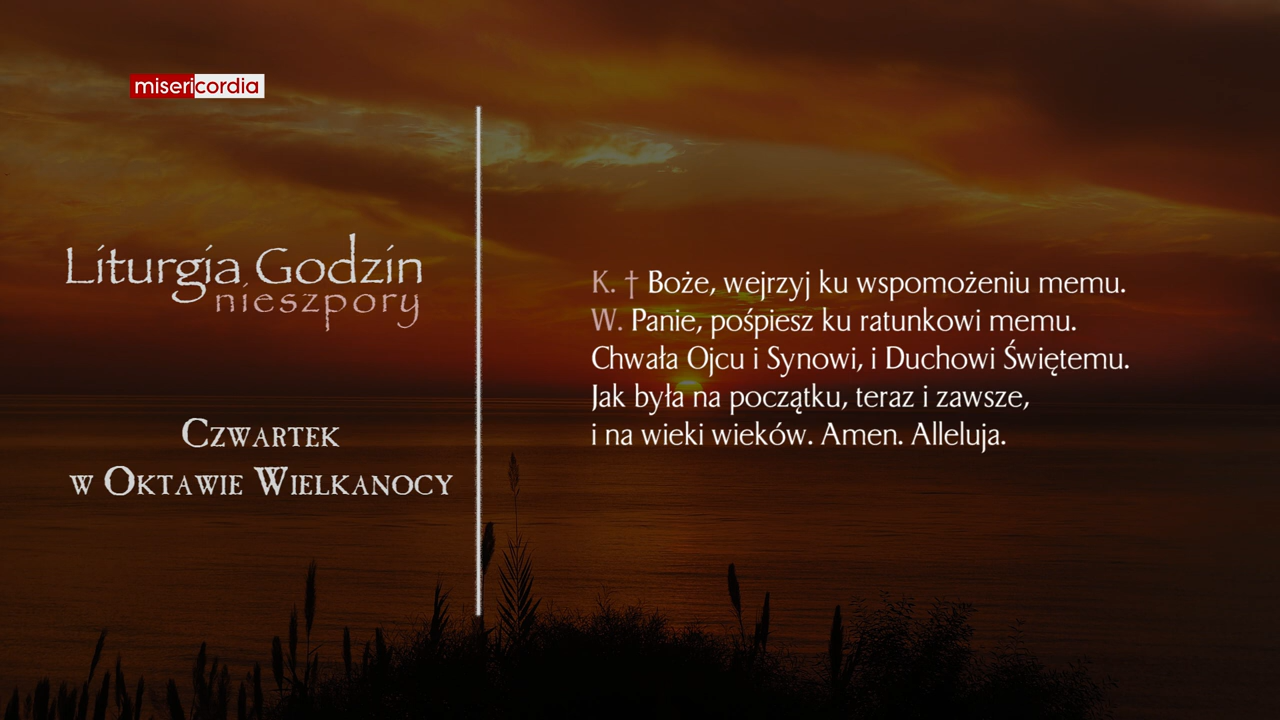 misericordia
Liturgia Godzin
nieszpory
Czwartek
w Oktawie Wielkanocy
K. † Boże, wejrzyj ku wspomożeniu memu.
W. Panie, pośpiesz ku ratunkowi memu.
Chwała Ojcu i Synowi, i Duchowi Świętemu.
Jak była na początku, teraz i zawsze,
i na wieki wieków. Amen. Alleluja.